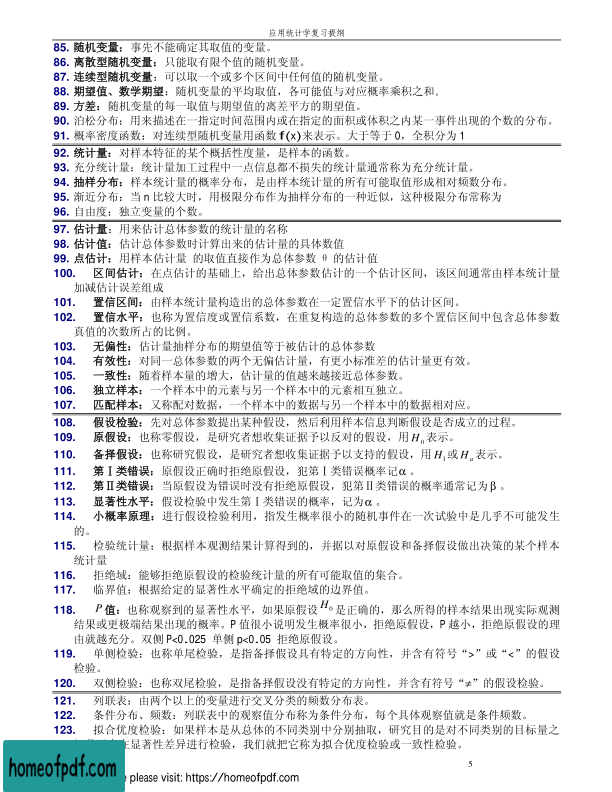 应用统计学复习提纲
85. 随机变量：事先不能确定其取值的变量。
86. 离散型随机变量：只能取有限个值的随机变量。
87. 连续型随机变量：可以取一个或多个区间中任何值的随机变量。
88. 期望值、数学期望：随机变量的平均取值，各可能值与对应概率乘积之和。
89. 方差：随机变量的每一取值与期望值的离差平方的期望值。
90. 泊松分布：用来描述在一指定时间范围内或在指定的面积或体积之内某一事件出现的个数的分布。
91. 概率密度函数：对连续型随机变量用函数 f(x)来表示。大于等于 0，全积分为 1
92. 统计量：对样本特征的某个概括性度量，是样本的函数。
93. 充分统计量：统计量加工过程中一点信息都不损失的统计量通常称为充分统计量。
94. 抽样分布：样本统计量的概率分布，是由样本统计量的所有可能取值形成相对频数分布。
95. 渐近分布：当 n 比较大时，用极限分布作为抽样分布的一种近似，这种极限分布常称为
96. 自由度：独立变量的个数。
97. 估计量：用来估计总体参数的统计量的名称
98. 估计值：估计总体参数时计算出来的估计量的具体数值
99. 点估计：用样本估计量 的取值直接作为总体参数 θ 的估计值
100. 区间估计：在点估计的基础上，给出总体参数估计的一个估计区间，该区间通常由样本统计量
加减估计误差组成
101. 置信区间：由样本统计量构造出的总体参数在一定置信水平下的估计区间。
102. 置信水平：也称为置信度或置信系数，在重复构造的总体参数的多个置信区间中包含总体参数
真值的次数所占的比例。
103. 无偏性：估计量抽样分布的期望值等于被估计的总体参数
104. 有效性：对同一总体参数的两个无偏估计量，有更小标准差的估计量更有效。
105. 一致性：随着样本量的增大，估计量的值越来越接近总体参数。
106. 独立样本：一个样本中的元素与另一个样本中的元素相互独立。
107. 匹配样本：又称配对数据，一个样本中的数据与另一个样本中的数据相对应。
108. 假设检验：先对总体参数提出某种假设，然后利用样本信息判断假设是否成立的过程。
109. 原假设：也称零假设，是研究者想收集证据予以反对的假设，用 H0 表示。
110. 备择假设：也称研究假设，是研究者想收集证据予以支持的假设，用 H1 或 Ha 表示。
111. 第Ⅰ类错误：原假设正确时拒绝原假设，犯第Ⅰ类错误概率记α 。
112. 第Ⅱ类错误：当原假设为错误时没有拒绝原假设，犯第Ⅱ类错误的概率通常记为 β 。
113. 显著性水平：假设检验中发生第Ⅰ类错误的概率，记为α 。
114. 小概率原理：进行假设检验利用，指发生概率很小的随机事件在一次试验中是几乎不可能发生
的。
115. 检验统计量：根据样本观测结果计算得到的，并据以对原假设和备择假设做出决策的某个样本
统计量
116. 拒绝域：能够拒绝原假设的检验统计量的所有可能取值的集合。
117. 临界值：根据给定的显著性水平确定的拒绝域的边界值。
118. P 值：也称观察到的显著性水平，如果原假设 H0 是正确的，那么所得的样本结果出现实际观测
结果或更极端结果出现的概率。P 值很小说明发生概率很小，拒绝原假设，P 越小，拒绝原假设的理
由就越充分。双侧 P<0.025 单侧 p<0.05 拒绝原假设。
119. 单侧检验：也称单尾检验，是指备择假设具有特定的方向性，并含有符号“>”或“<”的假设
检验。
120. 双侧检验：也称双尾检验，是指备择假设没有特定的方向性，并含有符号“≠”的假设检验。
121. 列联表：由两个以上的变量进行交叉分类的频数分布表。
122. 条件分布、频数：列联表中的观察值分布称为条件分布，每个具体观察值就是条件频数。
123. 拟合优度检验：如果样本是从总体的不同类别中分别抽取，研究目的是对不同类别的目标量之
显著性差异进行检验，我们就把它称为拟合优度检验或一致性检验。
5
homeofpdf.com
please visit: https://homeofpdf.com